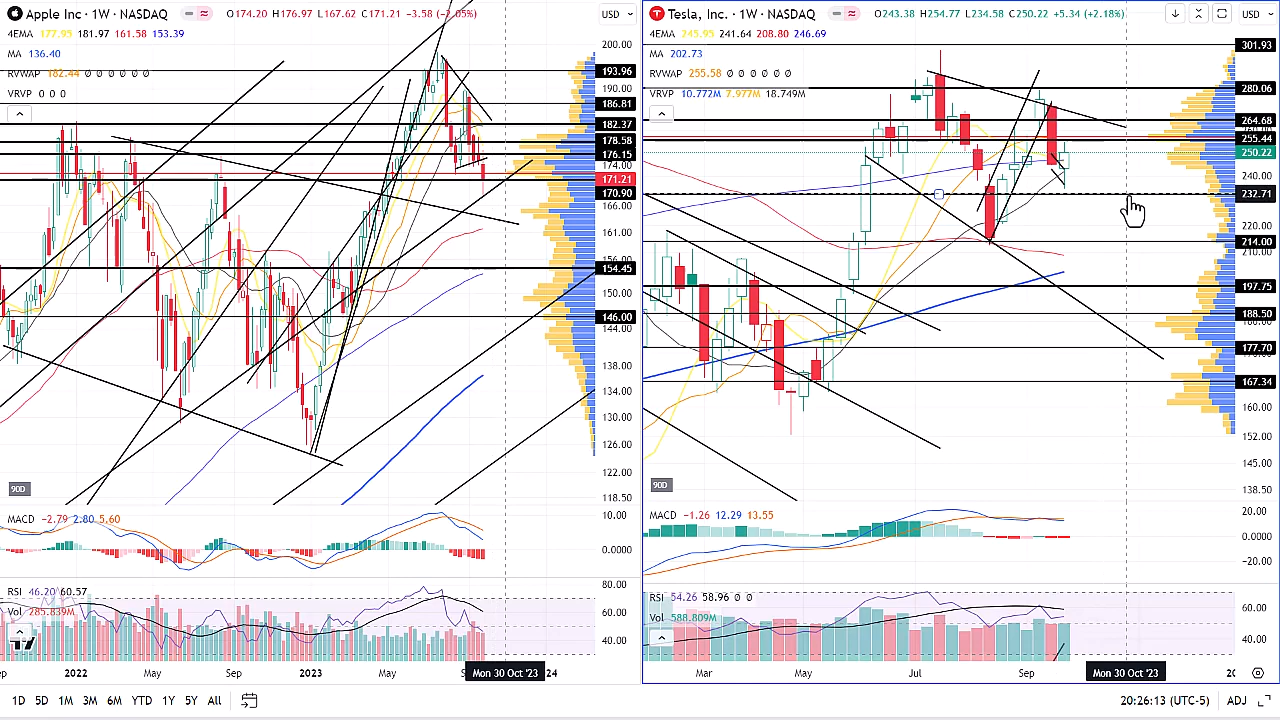 Apple Inc · 1W · NASDAQ O174.20 H176.97 L167.62 C171.21 −3.58 (−2.05%) USD
4EMA 177.95 181.97 161.58 153.39
MA 136.40
RVWAP 182.44 0 0 0 0 0 0
VRVP 0 0 0
200.00
193.96
190.00
186.81
182.37
178.58
176.15
174.00
171.21
170.90
166.00
161.00
156.00
154.45
150.00
146.00
144.00
138.00
134.00
130.00
126.00
122.00
118.50
90D
MACD −2.79 2.80 5.60
10.00
0.0000
RSI 46.20 60.57
Vol 285.839M
80.00
60.00
40.00
2022 May Sep 2023 May Mon 30 Oct '23 24
Tesla, Inc. · 1W · NASDAQ O243.38 H254.77 L234.58 C250.22 +5.34 (+2.18%) USD
4EMA 245.95 241.64 208.80 246.69
MA 202.73
RVWAP 255.58 0 0 0 0 0 0
VRVP 10.772M 7.977M 18.749M
301.93
280.06
264.68
255.44
250.22
240.00
232.71
220.00
214.00
210.00
197.75
188.50
177.70
167.34
160.00
152.00
145.00
138.50
90D
MACD −1.26 12.29 13.55
20.00
0.0000
−20.00
RSI 54.26 58.96 0 0
Vol 588.809M
60.00
40.00
Mar May Jul Sep Mon 30 Oct '23
1D 5D 1M 3M 6M YTD 1Y 5Y All
20:26:13 (UTC-5) ADJ